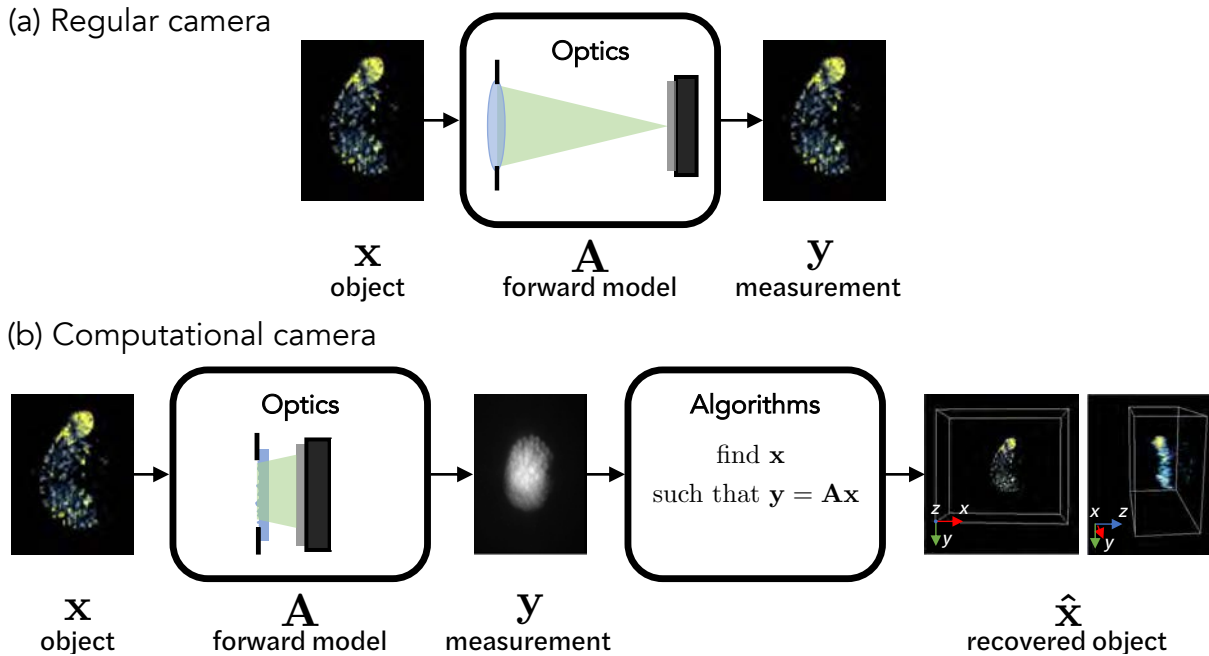 (a) Regular camera
Optics
x
A
y
object
forward model
measurement
(b) Computational camera
Optics
Algorithms
find x
such that y = Ax
z
x
y
x
z
y
x
A
y
x̂
object
forward model
measurement
recovered object